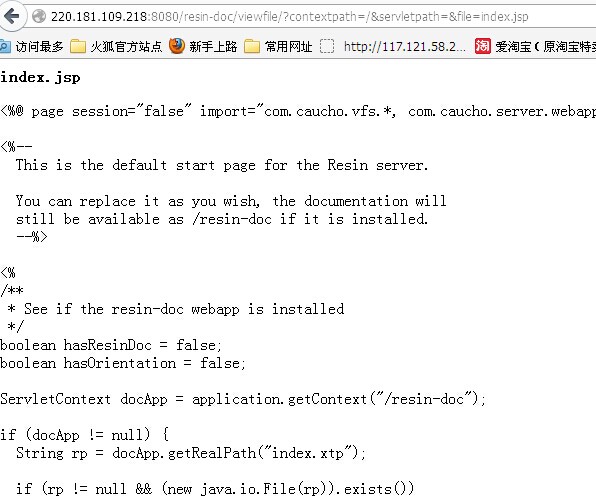 220.181.109.218:8080/resin-doc/viewfile/?contextpath=/&servletpath=&file=index.jsp
访问最多 火狐官方站点 新手上路 常用网址 http://117.121.58.2... 淘 爱淘宝（原淘宝特卖
index.jsp
<%@ page session="false" import="com.caucho.vfs.*, com.caucho.server.webapp
<%--
This is the default start page for the Resin server.
You can replace it as you wish, the documentation will
still be available as /resin-doc if it is installed.
--%>
<%
/**
* See if the resin-doc webapp is installed
*/
boolean hasResinDoc = false;
boolean hasOrientation = false;
ServletContext docApp = application.getContext("/resin-doc");
if (docApp != null) {
String rp = docApp.getRealPath("index.xtp");
if (rp != null && (new java.io.File(rp)).exists())